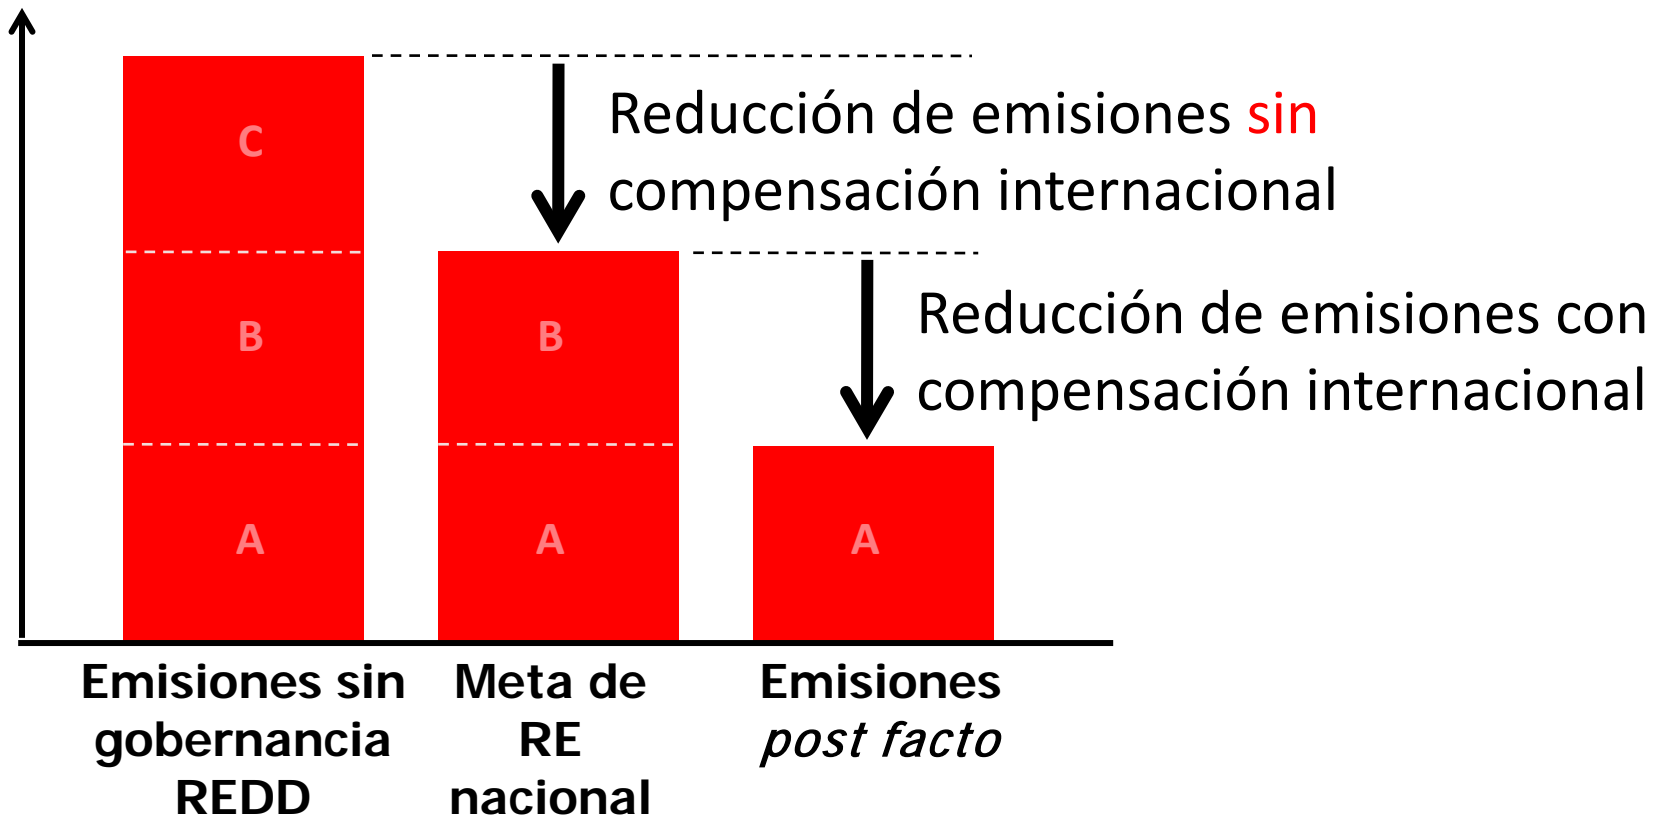 C
Reducción de emisiones sin
compensación internacional
B
B
Reducción de emisiones con
compensación internacional
A
A
A
Emisiones sin
gobernancia
REDD
Meta de
RE
nacional
Emisiones
post facto